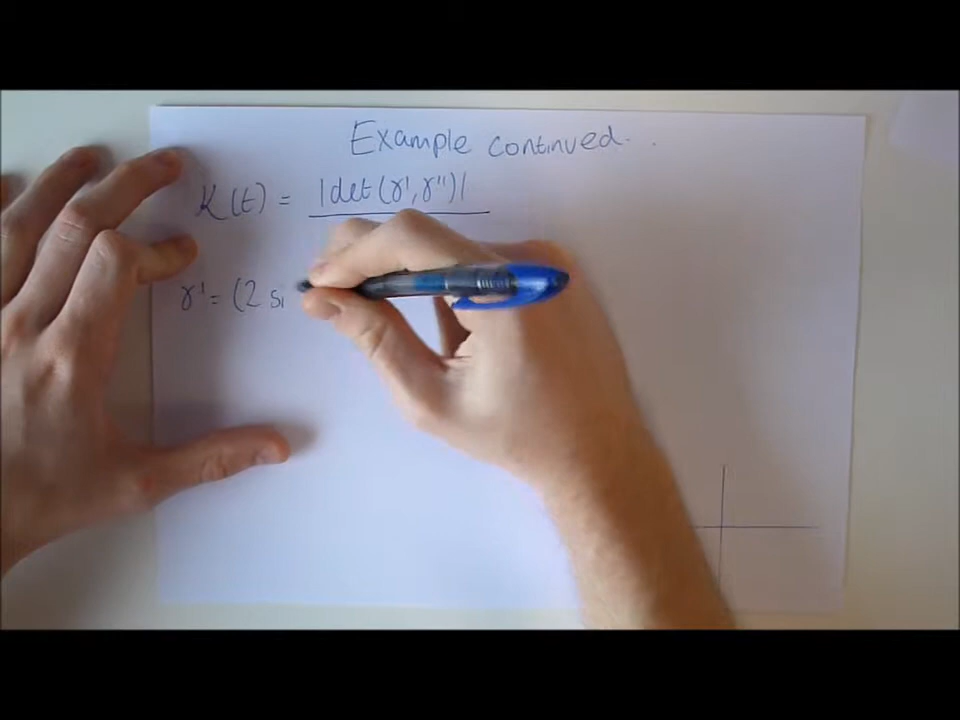 Example continued.
K(t) = |det(γ', γ'')|
γ' = (2 si